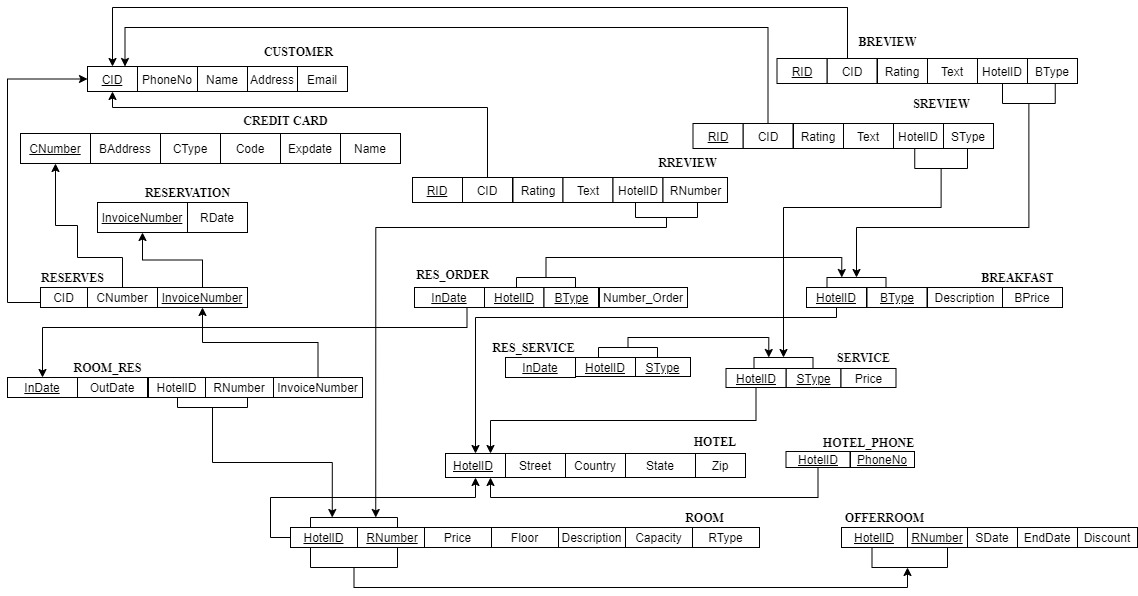 BREVIEW
CUSTOMER
RID CID Rating Text HotelID BType
CID PhoneNo Name Address Email
SREVIEW
CREDIT CARD
RID CID Rating Text HotelID SType
CNumber BAddress CType Code Expdate Name
RREVIEW
RID CID Rating Text HotelID RNumber
RESERVATION
InvoiceNumber RDate
RES_ORDER
BREAKFAST
RESERVES
CID CNumber InvoiceNumber
InDate HotelID BType Number_Order
HotelID BType Description BPrice
RES_SERVICE
SERVICE
ROOM_RES
InDate HotelID SType
HotelID SType Price
InDate OutDate HotelID RNumber InvoiceNumber
HOTEL
HOTEL_PHONE
HotelID PhoneNo
HotelID Street Country State Zip
ROOM
OFFERROOM
HotelID RNumber Price Floor Description Capacity RType
HotelID RNumber SDate EndDate Discount